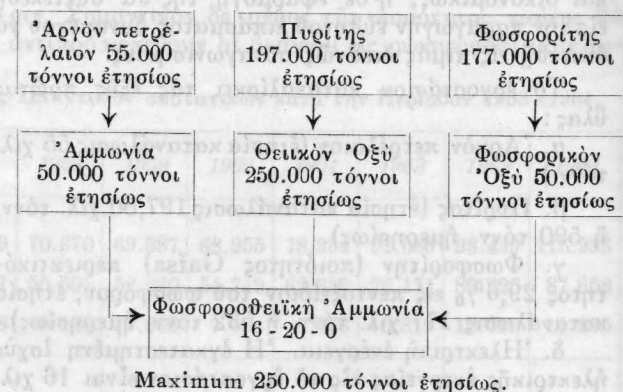 Ἀργὸν πετρέ-
λαιον 55.000
τόννοι ἐτησίως
Πυρίτης
197.000 τόννοι
ἐτησίως
Φωσφορίτης
177.000 τόννοι
ἐτησίως
Ἀμμωνία
50.000 τόννοι
ἐτησίως
Θειικὸν Ὀξὺ
250.000 τόννοι
ἐτησίως
Φωσφορικὸν
Ὀξὺ 50.000
τόννοι ἐτησίως
Φωσφοροθειϊκὴ Ἀμμωνία
16-20-0
Maximum 250.000 τόννοι ἐτησίως.